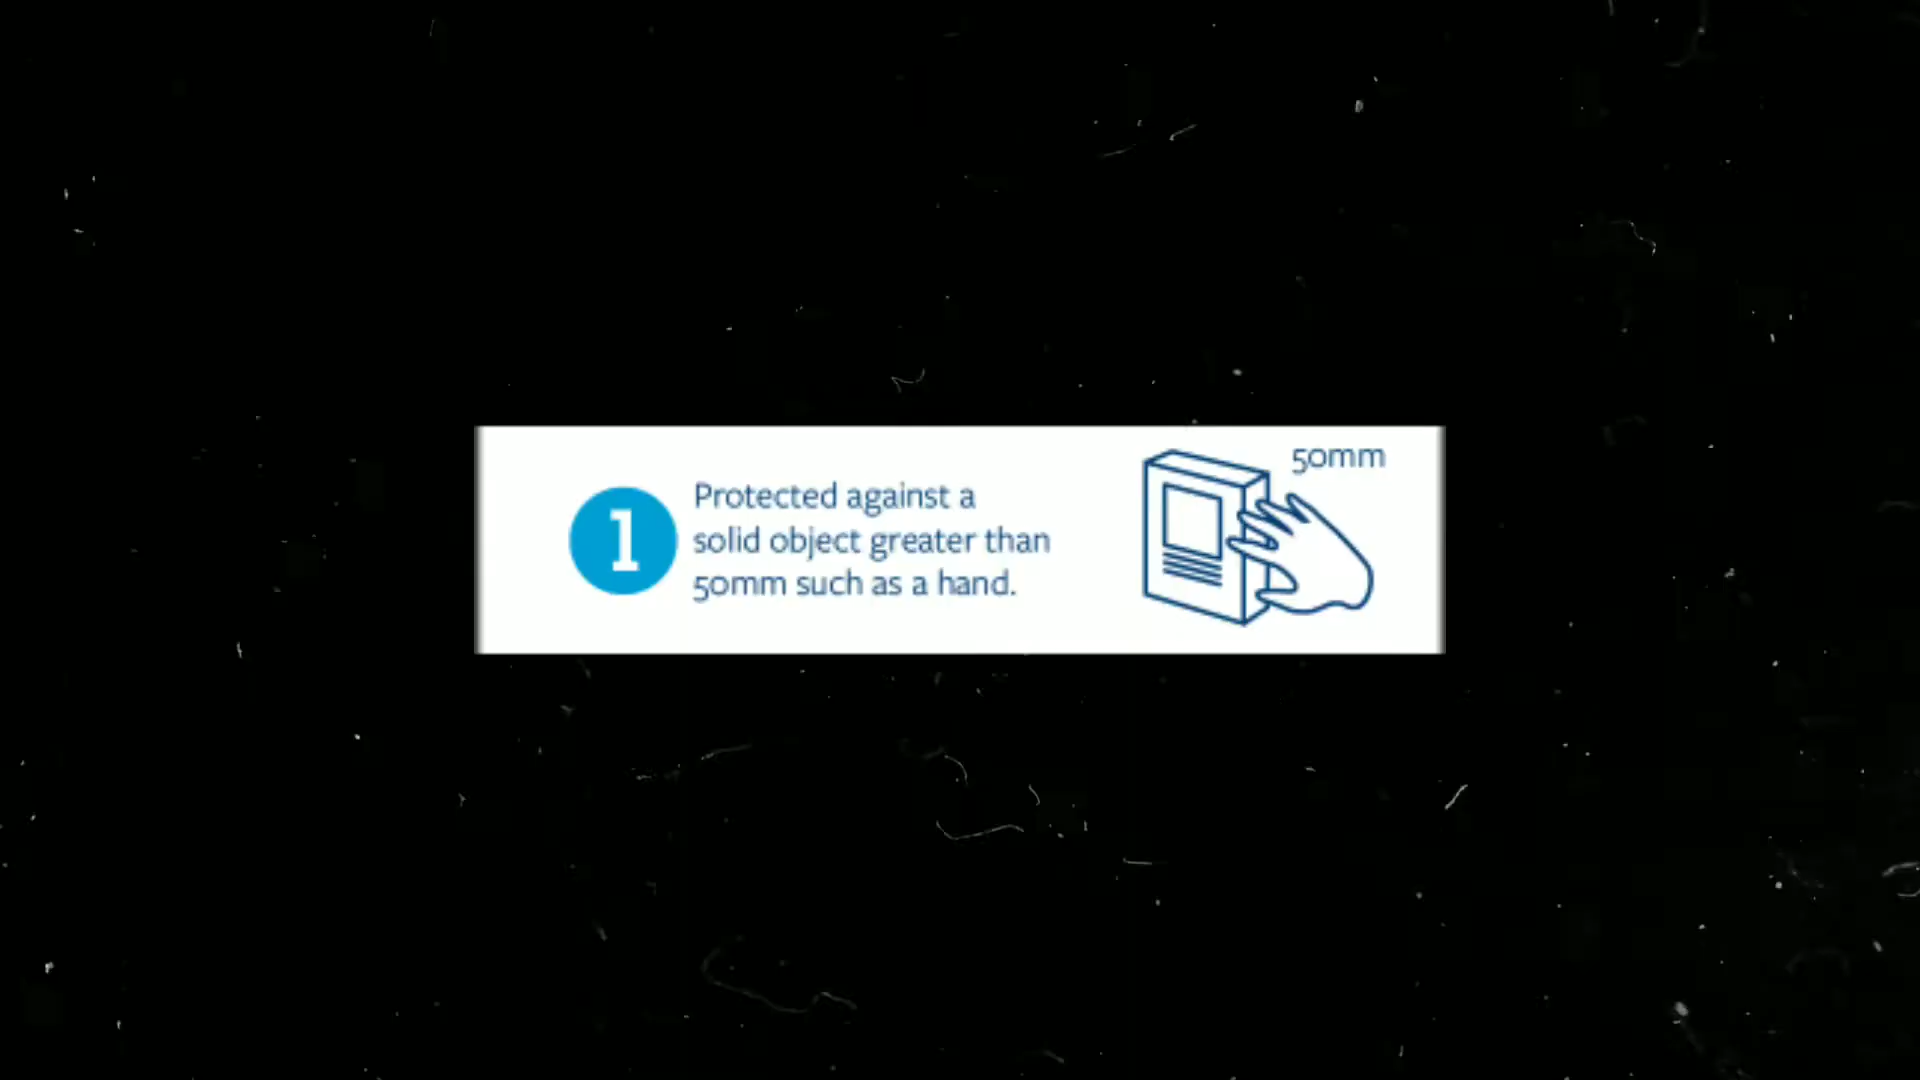 1
Protected against a
solid object greater than
50mm such as a hand.
50mm